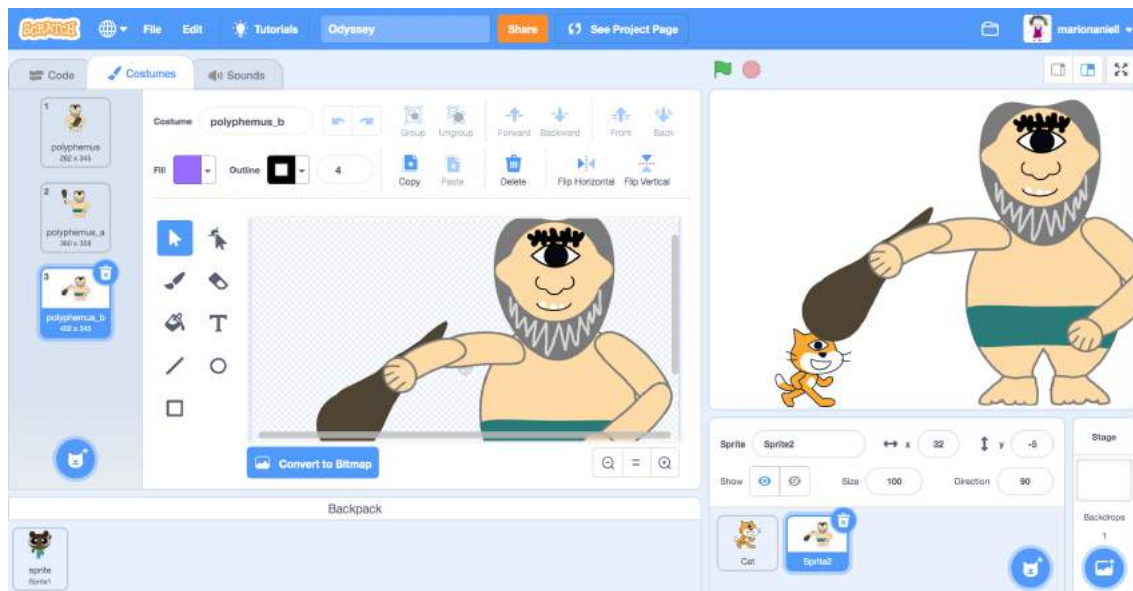 SCRATCH File Edit Tutorials Odyssey Share See Project Page marionaniell
Code Costumes Sounds
1
polyphemus
262 x 345
2
polyphemus_a
3
polyphemus_b
402 x 345
Costume polyphemus_b
Group Ungroup Forward Backward Front Back
Fill Outline 4
Copy Paste Delete Flip Horizontal Flip Vertical
T
Convert to Bitmap
Sprite Sprite2 x 32 y -5
Show Size 100 Direction 90
Cat Sprite2
Stage
Backdrops
1
Backpack
sprite
Sprite1